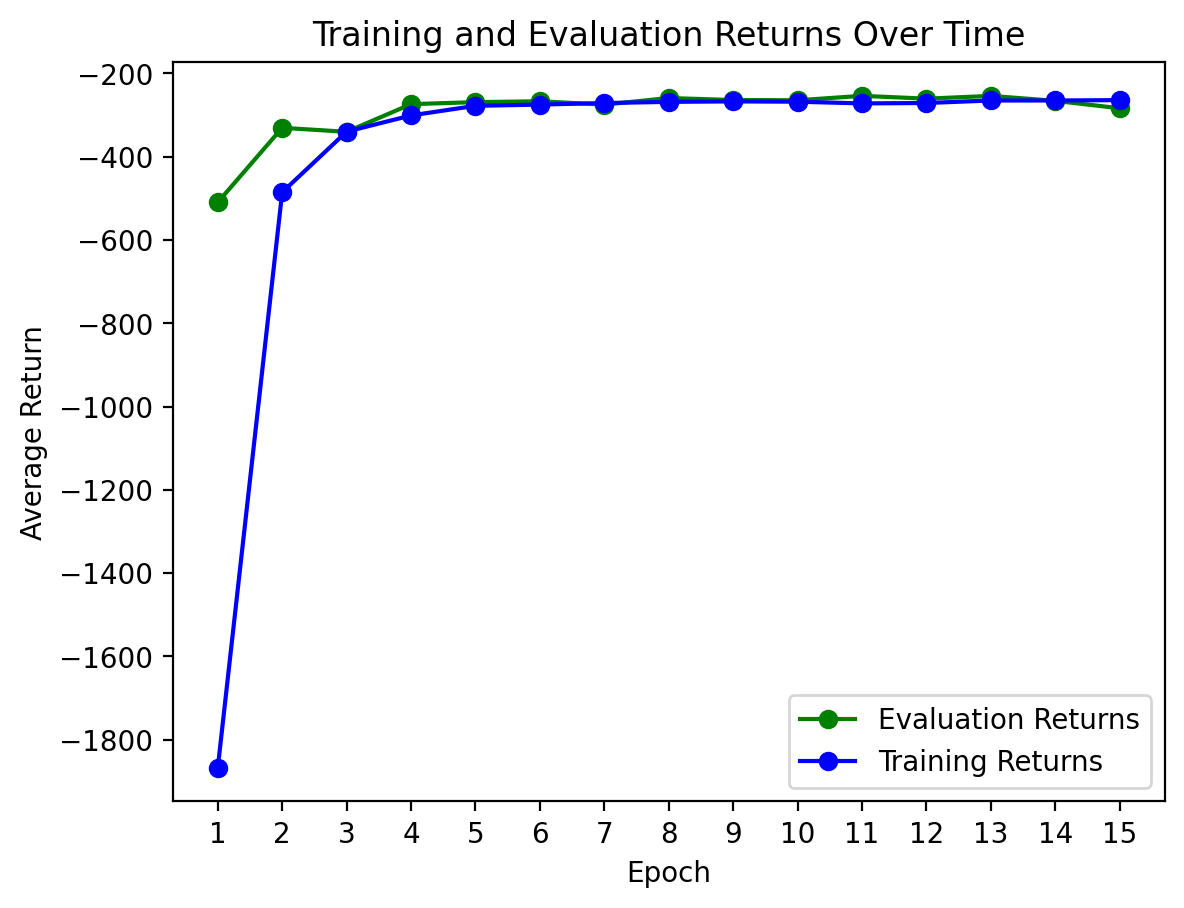 Training and Evaluation Returns Over Time
Average Return
−200
−400
−600
−800
−1000
−1200
−1400
−1600
−1800
Evaluation Returns
Training Returns
1 2 3 4 5 6 7 8 9 10 11 12 13 14 15
Epoch